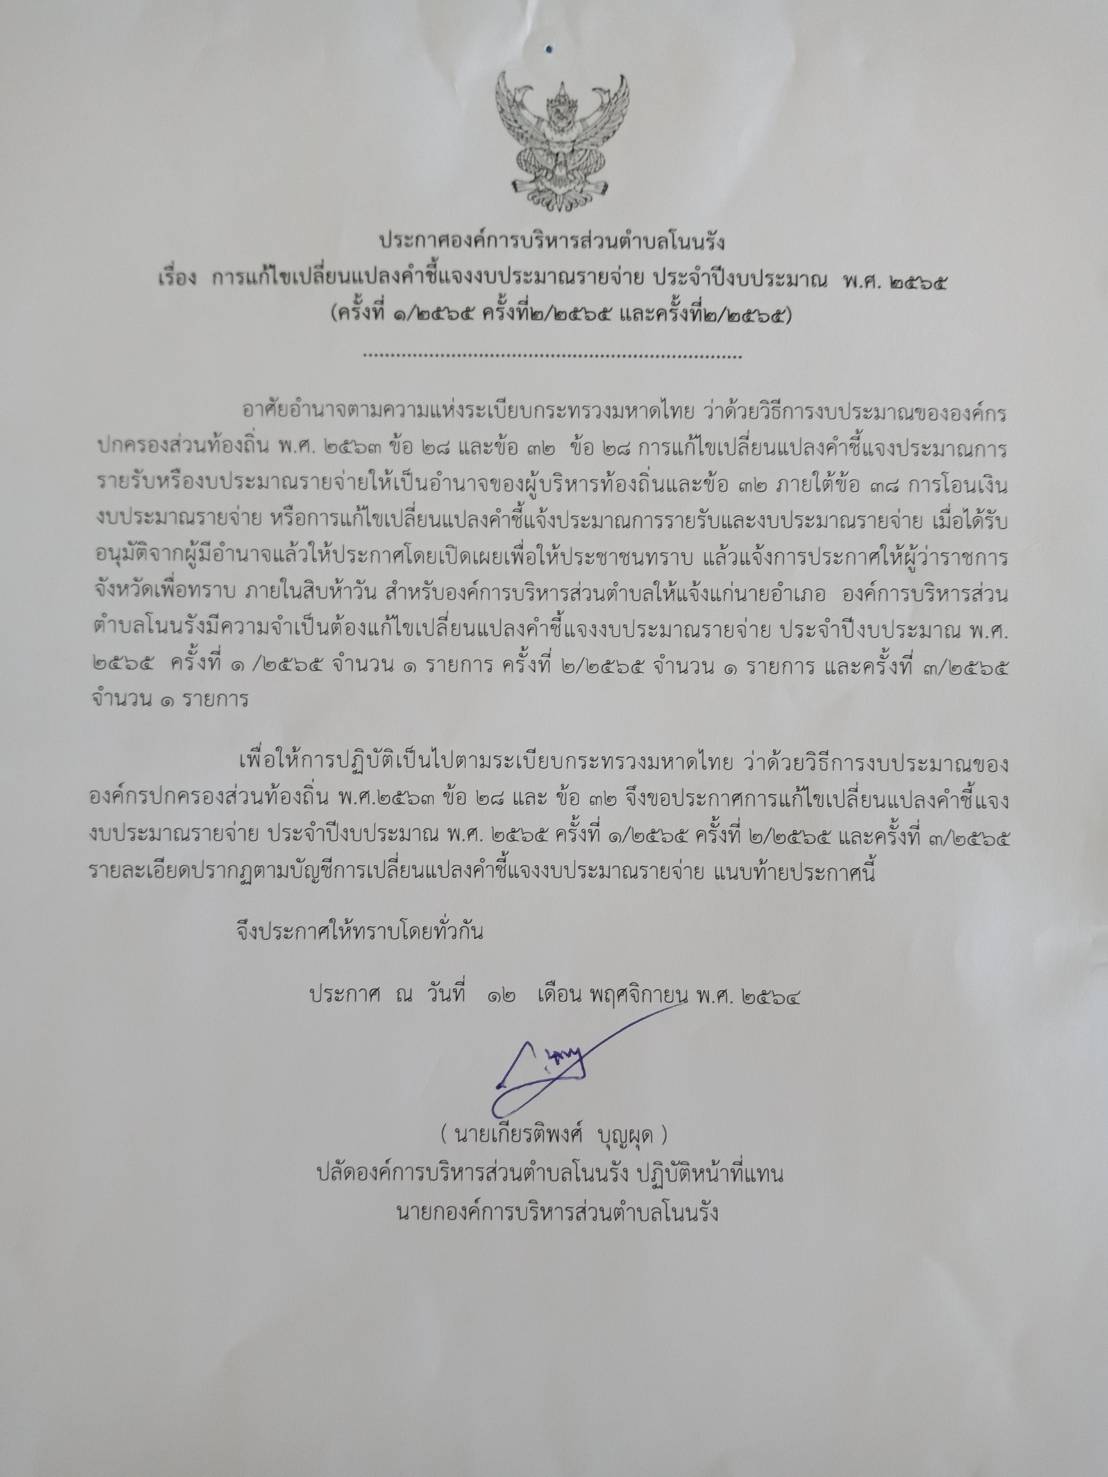 ประกาศองค์การบริหารส่วนตำบลโนนรัง
เรื่อง การแก้ไขเปลี่ยนแปลงคำชี้แจงงบประมาณรายจ่าย ประจำปีงบประมาณ พ.ศ. ๒๕๖๕
(ครั้งที่ ๑/๒๕๖๕ ครั้งที่๒/๒๕๖๕ และครั้งที่๒/๒๕๖๕)
อาศัยอำนาจตามความแห่งระเบียบกระทรวงมหาดไทย ว่าด้วยวิธีการงบประมาณขององค์กร
ปกครองส่วนท้องถิ่น พ.ศ. ๒๕๖๓ ข้อ ๒๘ และข้อ ๓๒ ข้อ ๒๘ การแก้ไขเปลี่ยนแปลงคำชี้แจงประมาณการ
รายรับหรืองบประมาณรายจ่ายให้เป็นอำนาจของผู้บริหารท้องถิ่นและข้อ ๓๒ ภายใต้ข้อ ๓๘ การโอนเงิน
งบประมาณรายจ่าย หรือการแก้ไขเปลี่ยนแปลงคำชี้แจ้งประมาณการรายรับและงบประมาณรายจ่าย เมื่อได้รับ
อนุมัติจากผู้มีอำนาจแล้วให้ประกาศโดยเปิดเผยเพื่อให้ประชาชนทราบ แล้วแจ้งการประกาศให้ผู้ว่าราชการ
จังหวัดเพื่อทราบ ภายในสิบห้าวัน สำหรับองค์การบริหารส่วนตำบลให้แจ้งแก่นายอำเภอ องค์การบริหารส่วน
ตำบลโนนรังมีความจำเป็นต้องแก้ไขเปลี่ยนแปลงคำชี้แจงงบประมาณรายจ่าย ประจำปีงบประมาณ พ.ศ.
๒๕๖๕ ครั้งที่ ๑ /๒๕๖๕ จำนวน ๑ รายการ ครั้งที่ ๒/๒๕๖๕ จำนวน ๑ รายการ และครั้งที่ ๓/๒๕๖๕
จำนวน ๑ รายการ
เพื่อให้การปฏิบัติเป็นไปตามระเบียบกระทรวงมหาดไทย ว่าด้วยวิธีการงบประมาณของ
องค์กรปกครองส่วนท้องถิ่น พ.ศ.๒๕๖๓ ข้อ ๒๘ และ ข้อ ๓๒ จึงขอประกาศการแก้ไขเปลี่ยนแปลงคำชี้แจง
งบประมาณรายจ่าย ประจำปีงบประมาณ พ.ศ. ๒๕๖๕ ครั้งที่ ๑/๒๕๖๕ ครั้งที่ ๒/๒๕๖๕ และครั้งที่ ๓/๒๕๖๕
รายละเอียดปรากฏตามบัญชีการเปลี่ยนแปลงคำชี้แจงงบประมาณรายจ่าย แนบท้ายประกาศนี้
จึงประกาศให้ทราบโดยทั่วกัน
ประกาศ ณ วันที่ ๑๒ เดือน พฤศจิกายน พ.ศ. ๒๕๖๔
( นายเกียรติพงศ์ บุญผุด )
ปลัดองค์การบริหารส่วนตำบลโนนรัง ปฏิบัติหน้าที่แทน
นายกองค์การบริหารส่วนตำบลโนนรัง